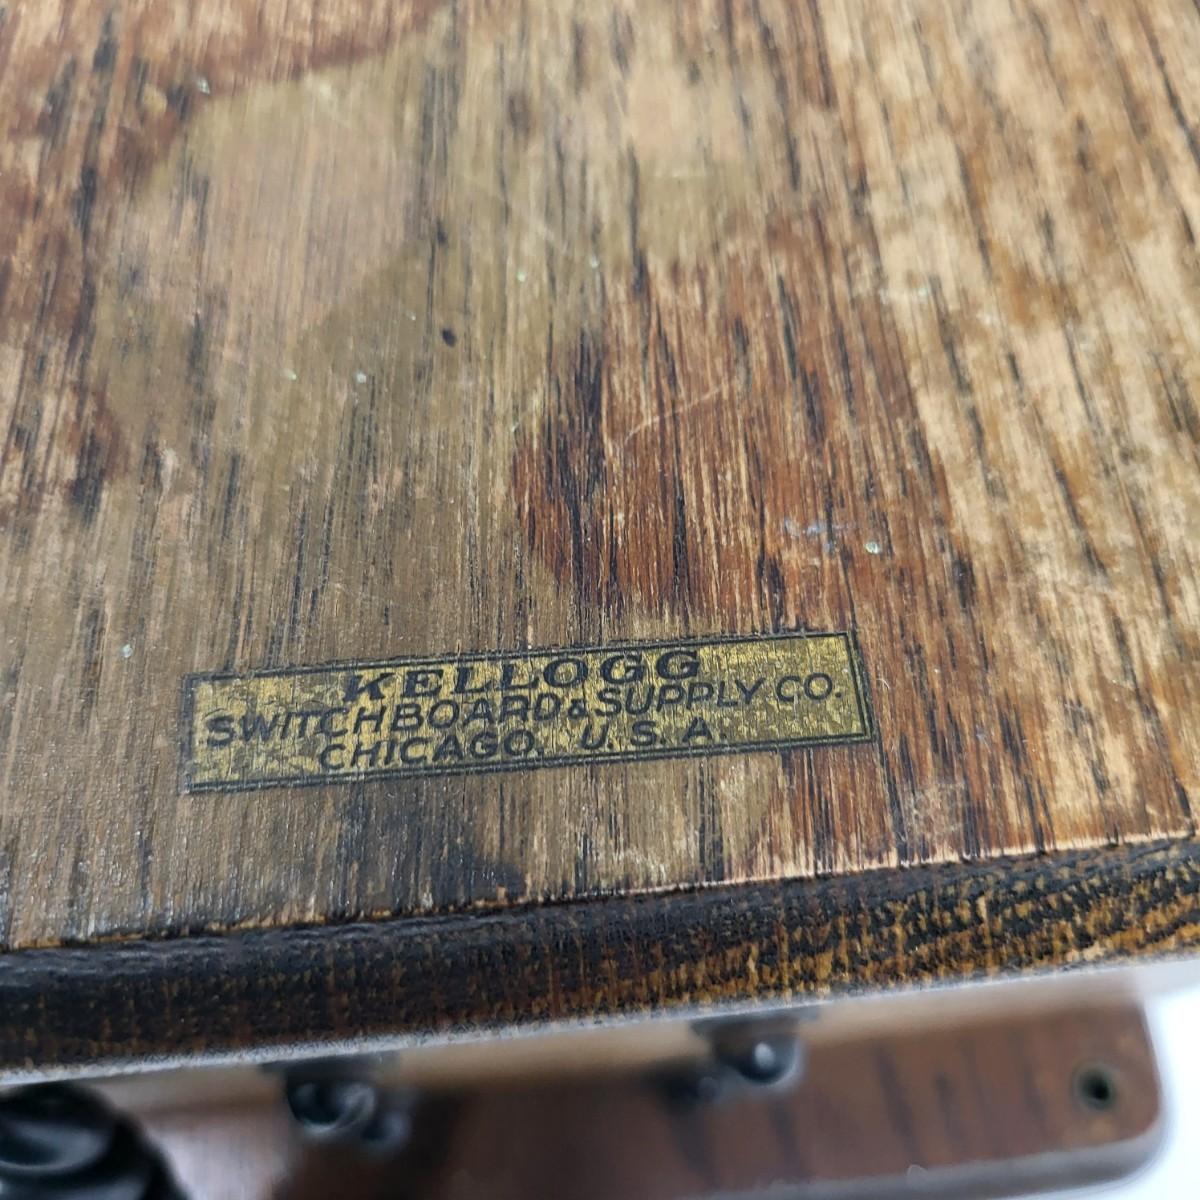 KELLOGG
SWITCHBOARD & SUPPLY CO.
CHICAGO. U.S.A.